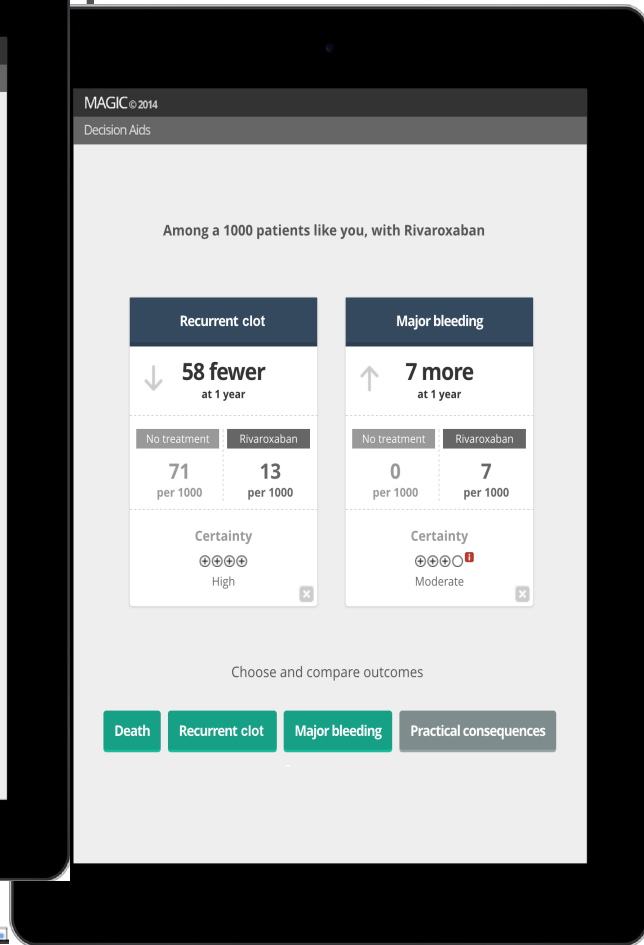 MAGIC © 2014
Decision Aids
Among a 1000 patients like you, with Rivaroxaban
Recurrent clot
58 fewer
at 1 year
No treatment
Rivaroxaban
71
per 1000
13
per 1000
Certainty
High
Major bleeding
7 more
at 1 year
No treatment
Rivaroxaban
0
per 1000
7
per 1000
Certainty
Moderate
Choose and compare outcomes
Death
Recurrent clot
Major bleeding
Practical consequences